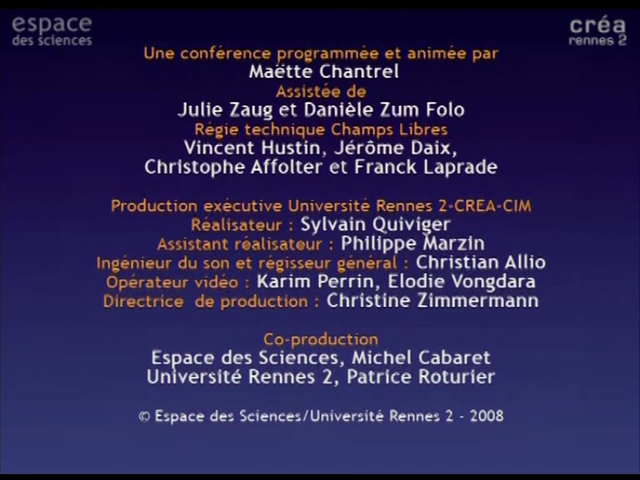 espace
des sciences
créa
rennes 2
Une conférence programmée et animée par
Maëtte Chantrel
Assistée de
Julie Zaug et Danièle Zum Folo
Régie technique Champs Libres
Vincent Hustin, Jérôme Daix,
Christophe Affolter et Franck Laprade
Production exécutive Université Rennes 2-CREA-CIM
Réalisateur : Sylvain Quiviger
Assistant réalisateur : Philippe Marzin
Ingénieur du son et régisseur général : Christian Allio
Opérateur vidéo : Karim Perrin, Elodie Vongdara
Directrice de production : Christine Zimmermann
Co-production
Espace des Sciences, Michel Cabaret
Université Rennes 2, Patrice Roturier
© Espace des Sciences/Université Rennes 2 - 2008